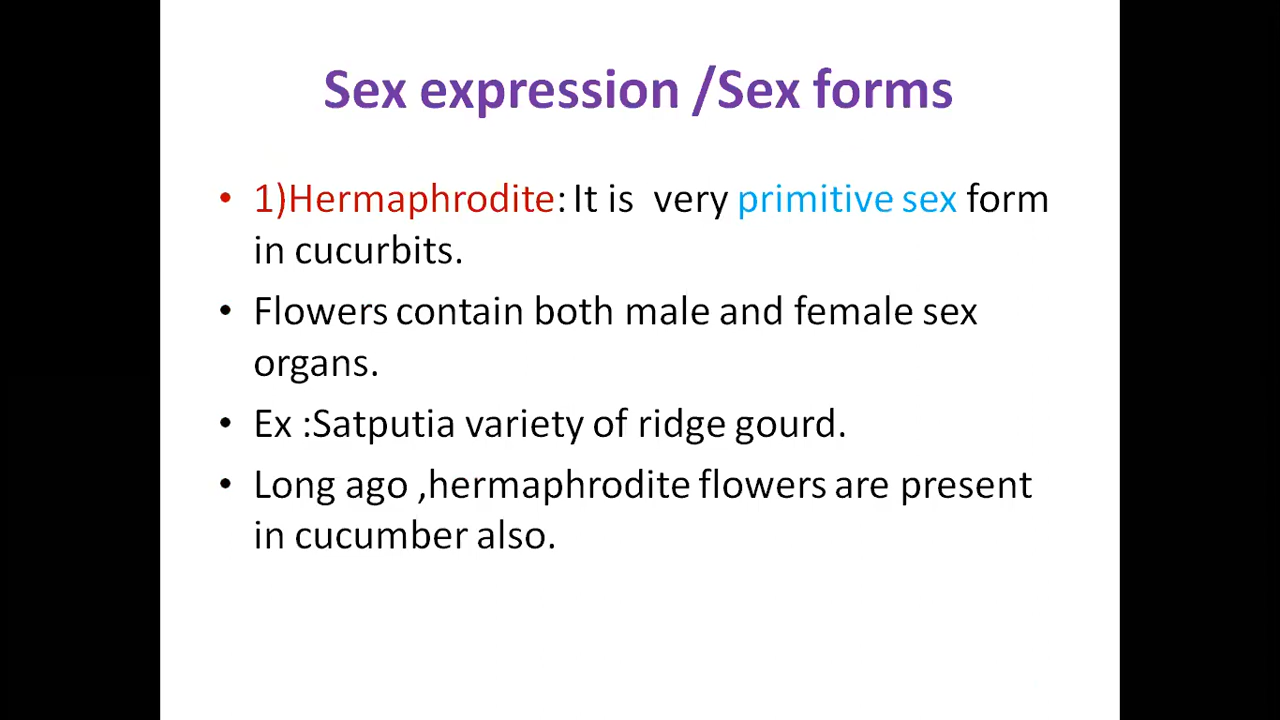 Sex expression /Sex forms
• 1)Hermaphrodite: It is very primitive sex form
in cucurbits.
• Flowers contain both male and female sex
organs.
• Ex :Satputia variety of ridge gourd.
• Long ago ,hermaphrodite flowers are present
in cucumber also.